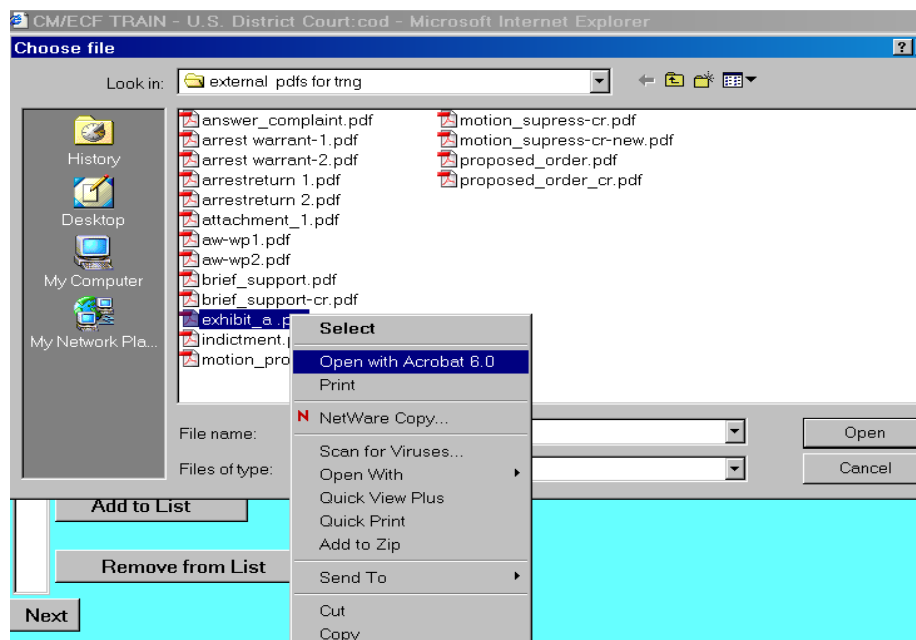 CM/ECF TRAIN - U.S. District Court:cod - Microsoft Internet Explorer
Choose file
?
Look in:
external pdfs for trng
History
Desktop
My Computer
My Network Pla...
answer_complaint.pdf
arrest warrant-1.pdf
arrest warrant-2.pdf
arrestreturn 1.pdf
arrestreturn 2.pdf
attachment_1.pdf
aw-wp1.pdf
aw-wp2.pdf
brief_support.pdf
brief_support-cr.pdf
exhibit_a .p
indictment.
motion_pro
motion_supress-cr.pdf
motion_supress-cr-new.pdf
proposed_order.pdf
proposed_order_cr.pdf
Select
Open with Acrobat 6.0
Print
N NetWare Copy...
Scan for Viruses...
Open With
Quick View Plus
Quick Print
Add to Zip
Send To
Cut
Copy
File name:
Files of type:
Open
Cancel
Add to List
Remove from List
Next